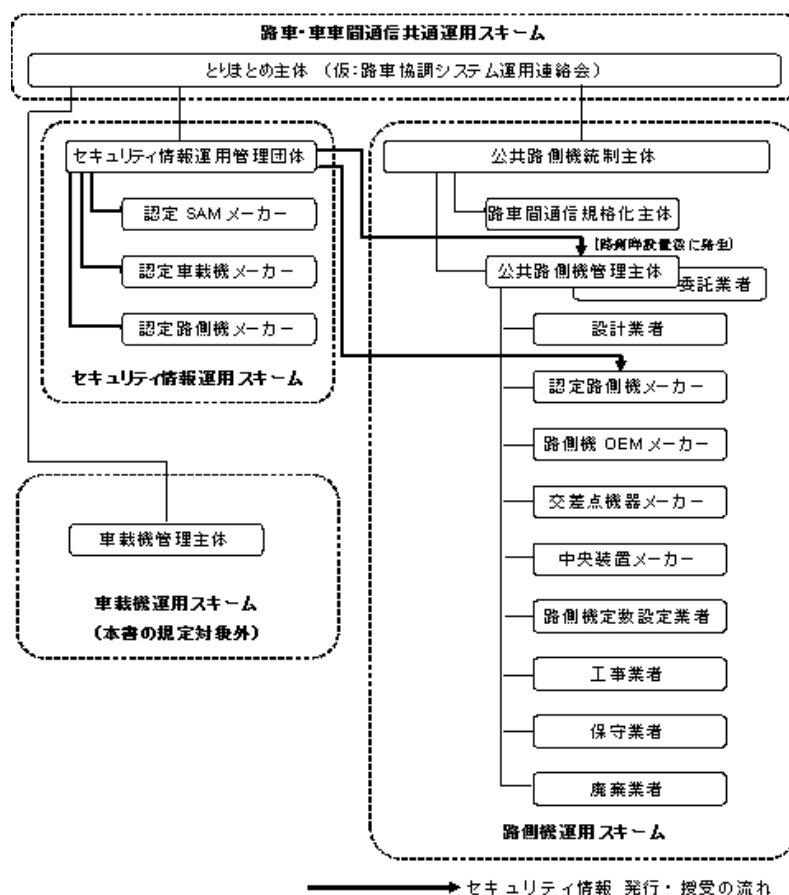 路車・車車間通信共通運用スキーム
とりまとめ主体 (仮:路車協調システム運用連絡会)
セキュリティ情報運用管理団体
認定 SAM メーカー
認定車載機メーカー
認定路側機メーカー
セキュリティ情報運用スキーム
車載機管理主体
車載機運用スキーム
(本書の規定対象外)
公共路側機統制主体
路車間通信規格化主体
公共路側機管理主体
委託業者
設計業者
認定路側機メーカー
路側機 OEM メーカー
交差点機器メーカー
中央装置メーカー
路側機定数設定業者
工事業者
保守業者
廃棄業者
路側機運用スキーム
セキュリティ情報 発行・授受の流れ